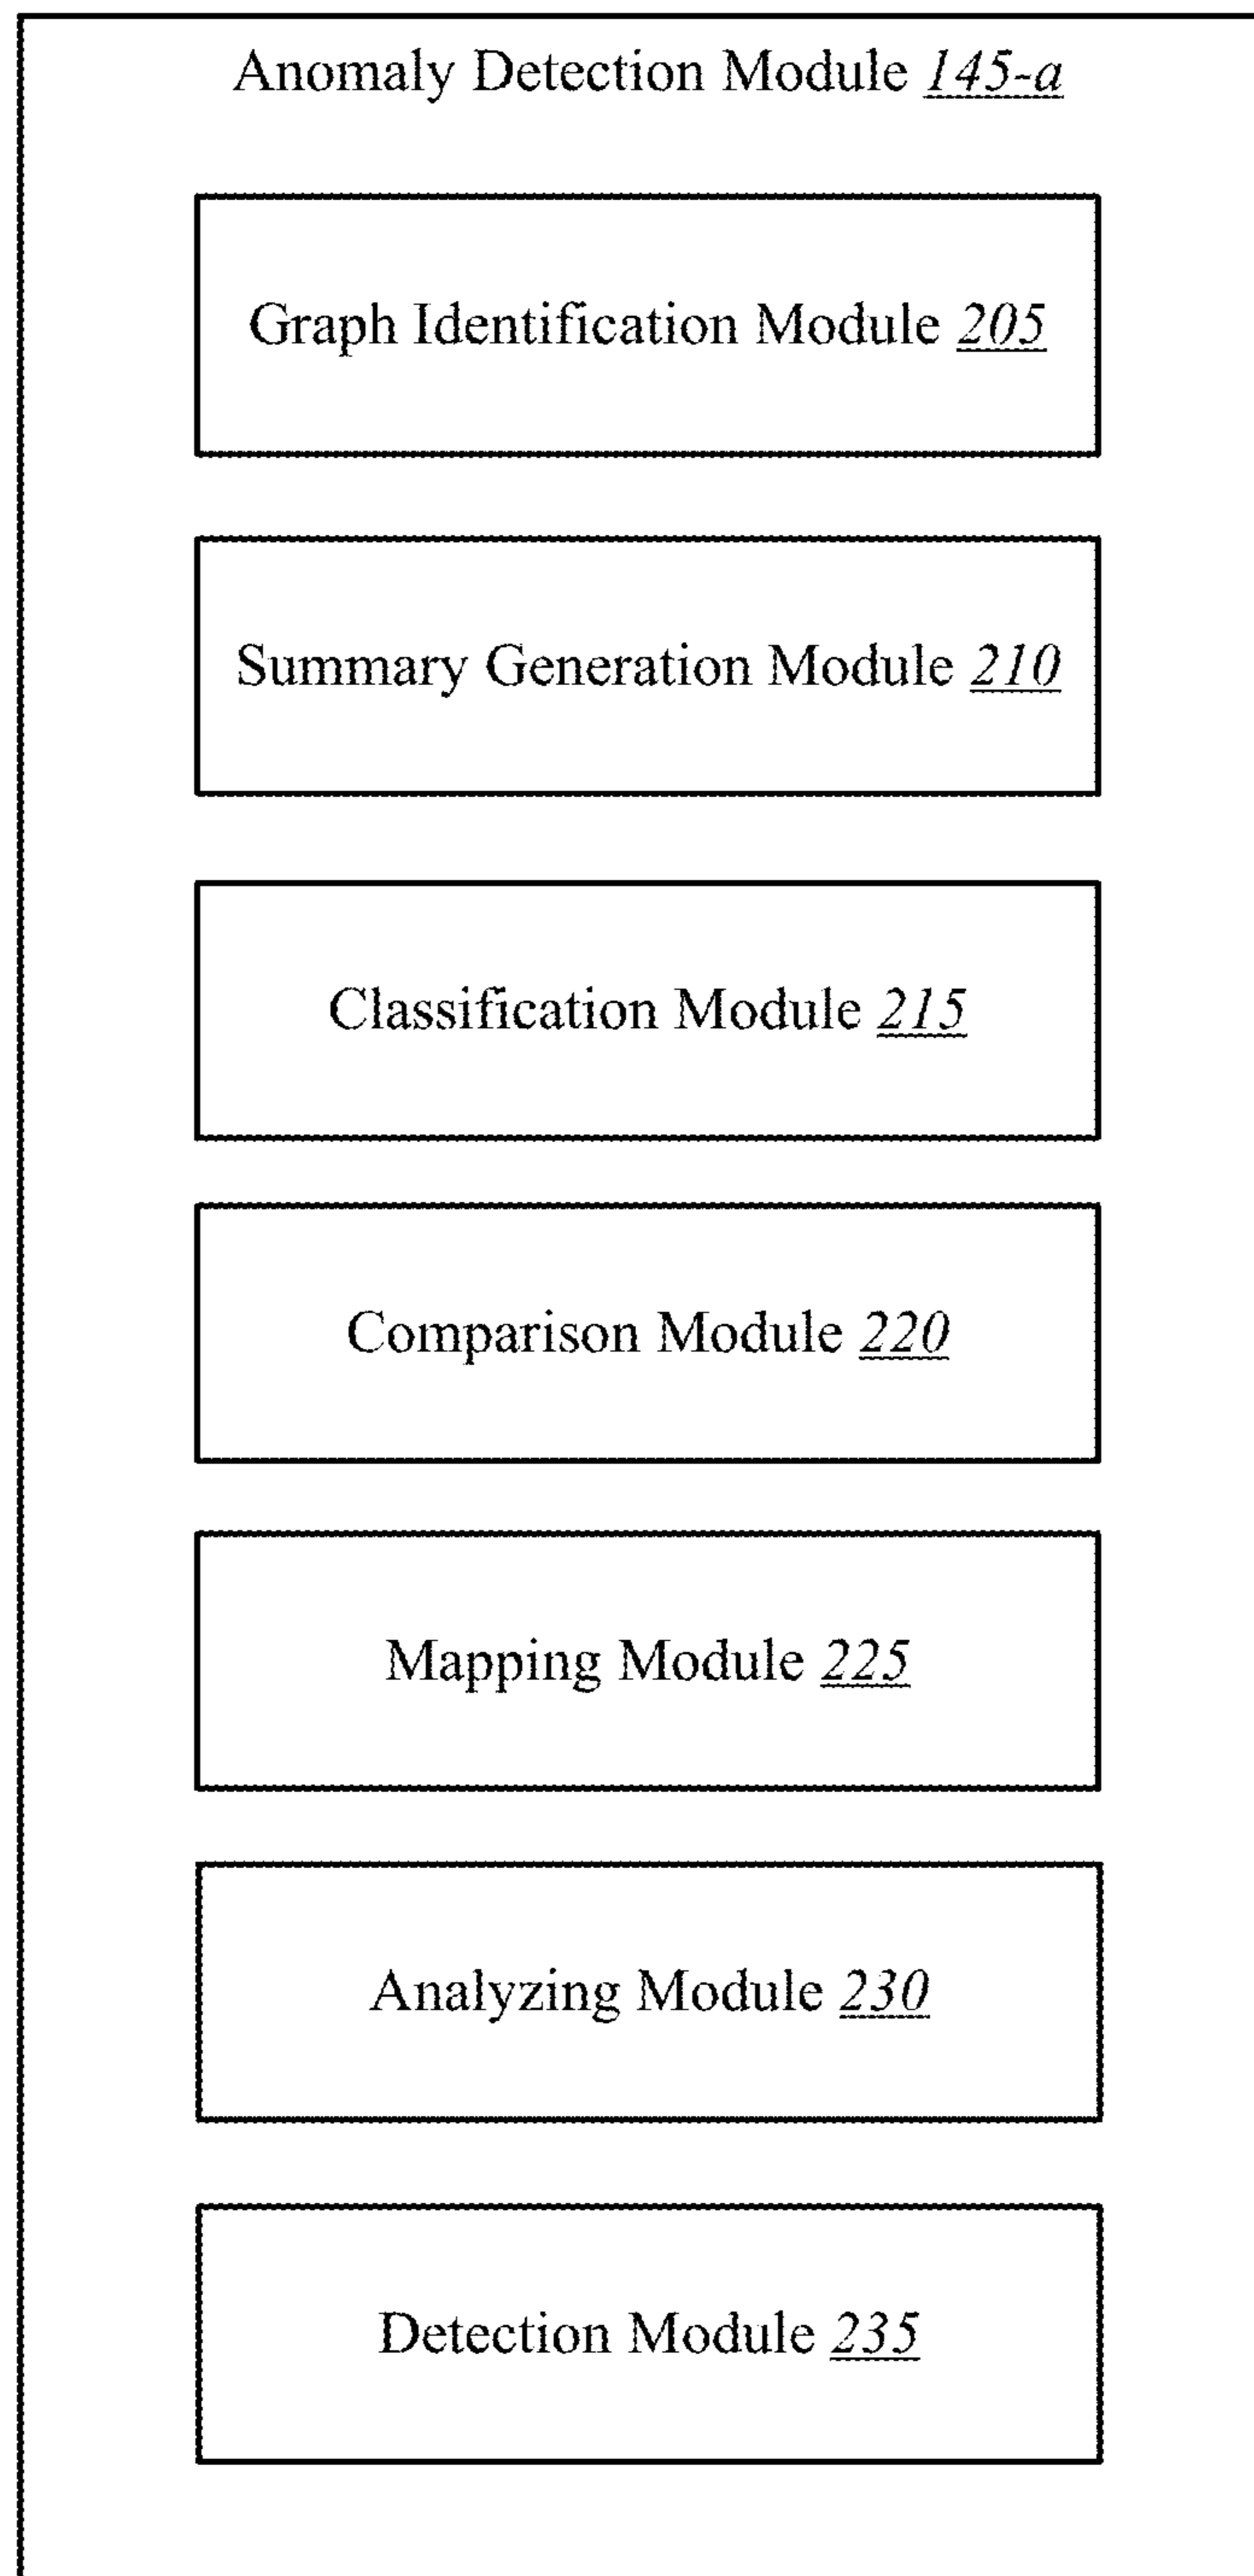 Anomaly Detection Module 145-a
Graph Identification Module 205
Summary Generation Module 210
Classification Module 215
Comparison Module 220
Mapping Module 225
Analyzing Module 230
Detection Module 235